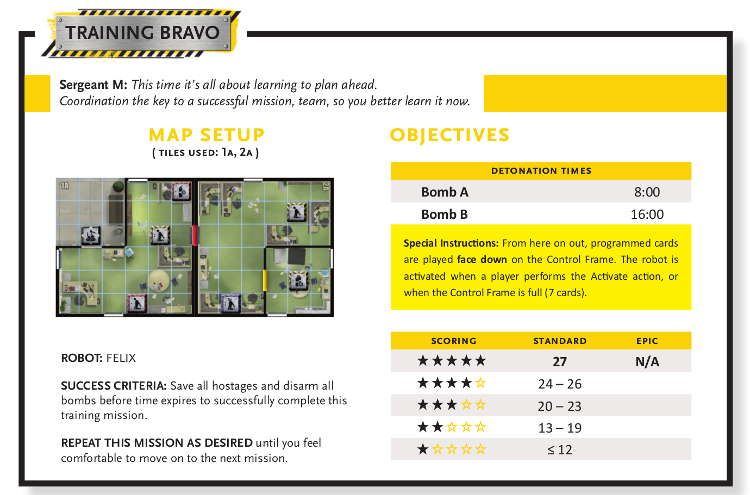 TRAINING BRAVO
Sergeant M: This time it's all about learning to plan ahead.
Coordination the key to a successful mission, team, so you better learn it now.
MAP SETUP
( TILES USED: 1A, 2A )
1A
ROBOT: FELIX
SUCCESS CRITERIA: Save all hostages and disarm all
bombs before time expires to successfully complete this
training mission.
REPEAT THIS MISSION AS DESIRED until you feel
comfortable to move on to the next mission.
OBJECTIVES
DETONATION TIMES
Bomb A 8:00
Bomb B 16:00
Special Instructions: From here on out, programmed cards
are played face down on the Control Frame. The robot is
activated when a player performs the Activate action, or
when the Control Frame is full (7 cards).
SCORING STANDARD EPIC
★★★★★ 27 N/A
★★★★☆ 24 – 26
★★★☆☆ 20 – 23
★★☆☆☆ 13 – 19
★☆☆☆☆ ≤ 12